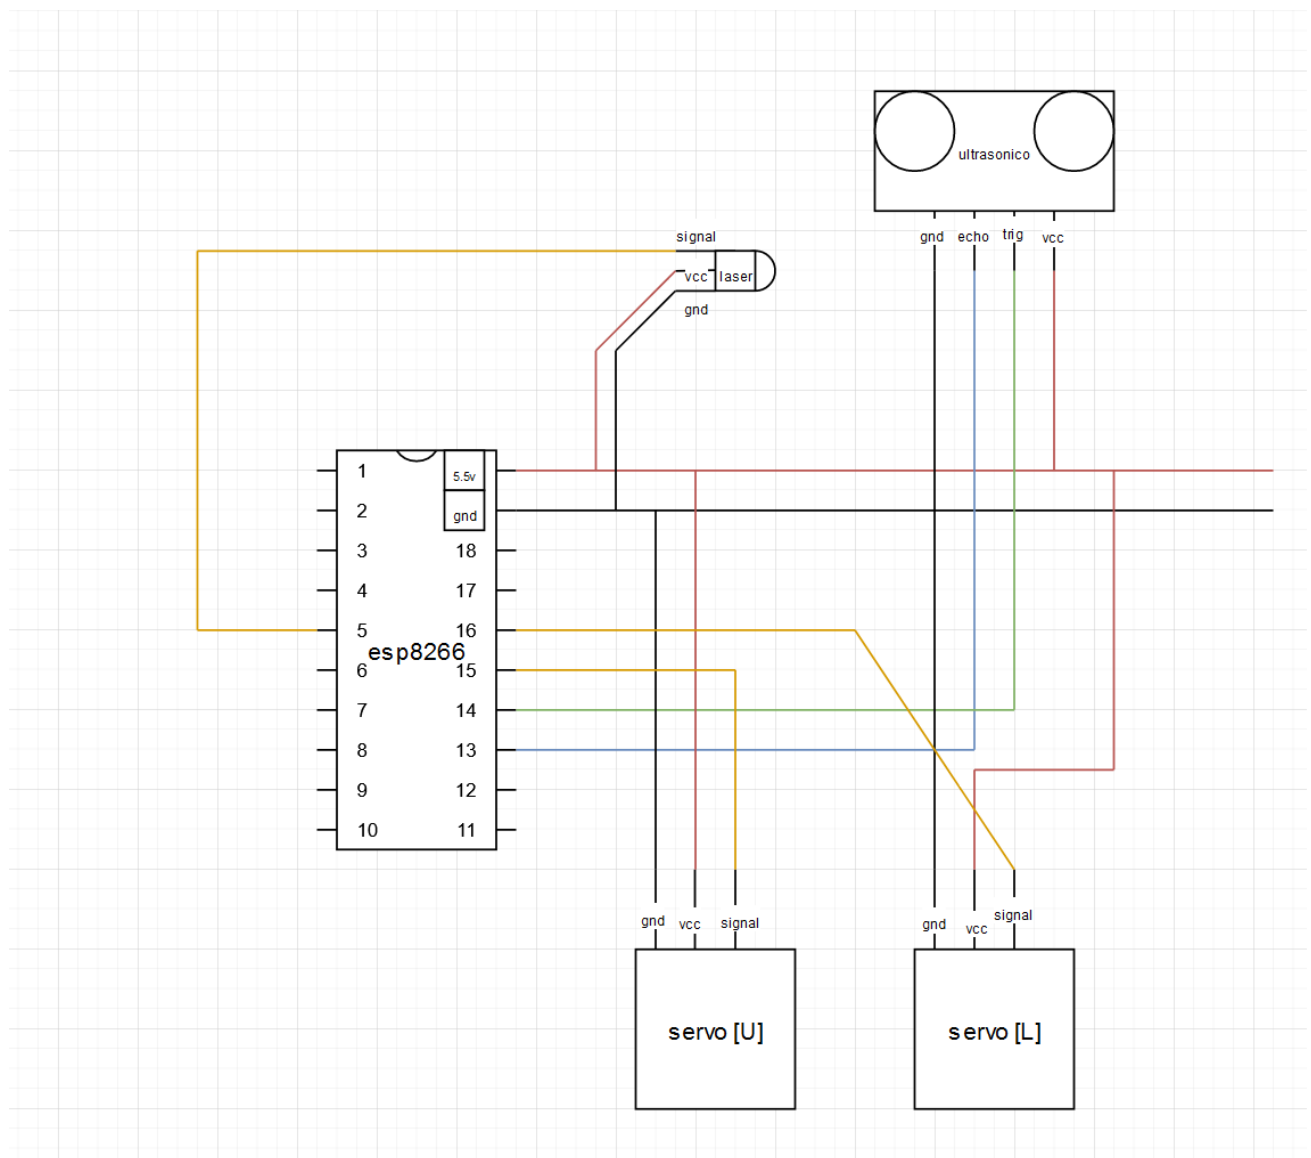 ultrasonico
gnd echo trig vcc
signal
vcc laser
gnd
1 5.5v
2 gnd
3 18
4 17
5 16
esp8266
6 15
7 14
8 13
9 12
10 11
gnd vcc signal
gnd vcc signal
servo [U]
servo [L]